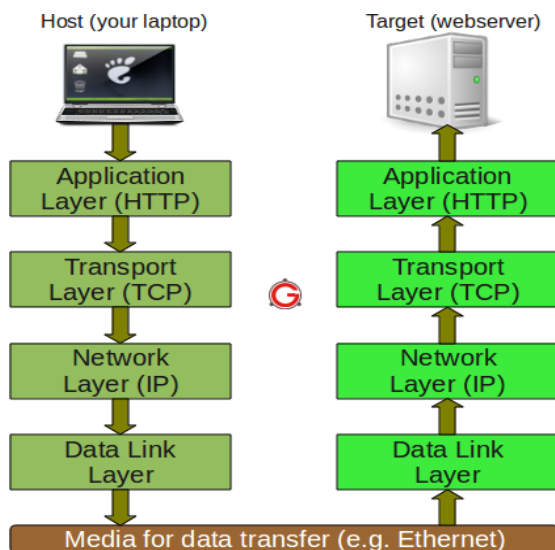 Host (your laptop)
Target (webserver)
Application
Layer (HTTP)
Application
Layer (HTTP)
Transport
Layer (TCP)
G
Transport
Layer (TCP)
Network
Layer (IP)
Network
Layer (IP)
Data Link
Layer
Data Link
Layer
Media for data transfer (e.g. Ethernet)